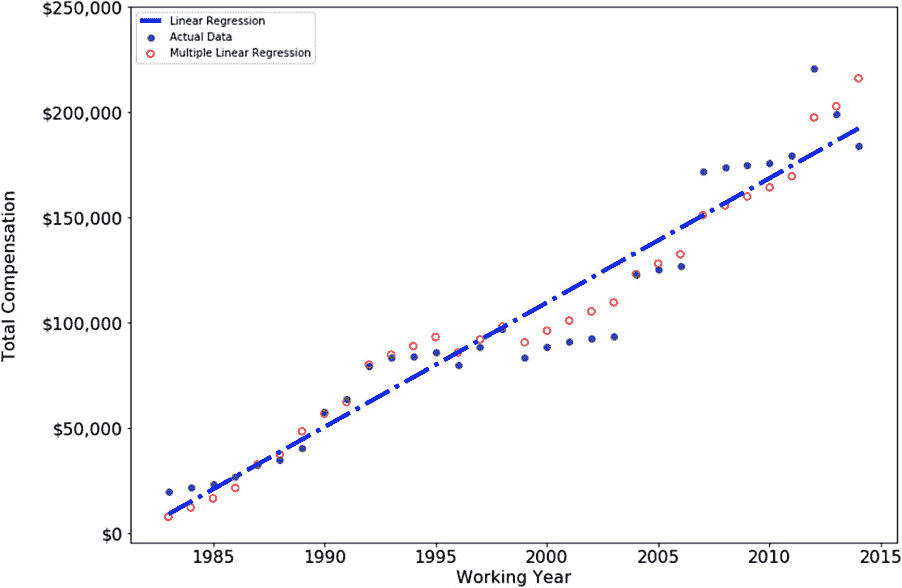 $250,000
$200,000
$150,000
$100,000
$50,000
$0
Total Compensation
Linear Regression
Actual Data
Multiple Linear Regression
1985 1990 1995 2000 2005 2010 2015
Working Year